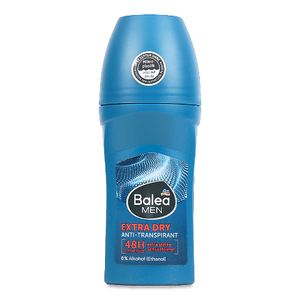 Balea
MEN
EXTRA DRY
ANTI-TRANSPIRANT
48H
0% Alkohol (Ethanol)